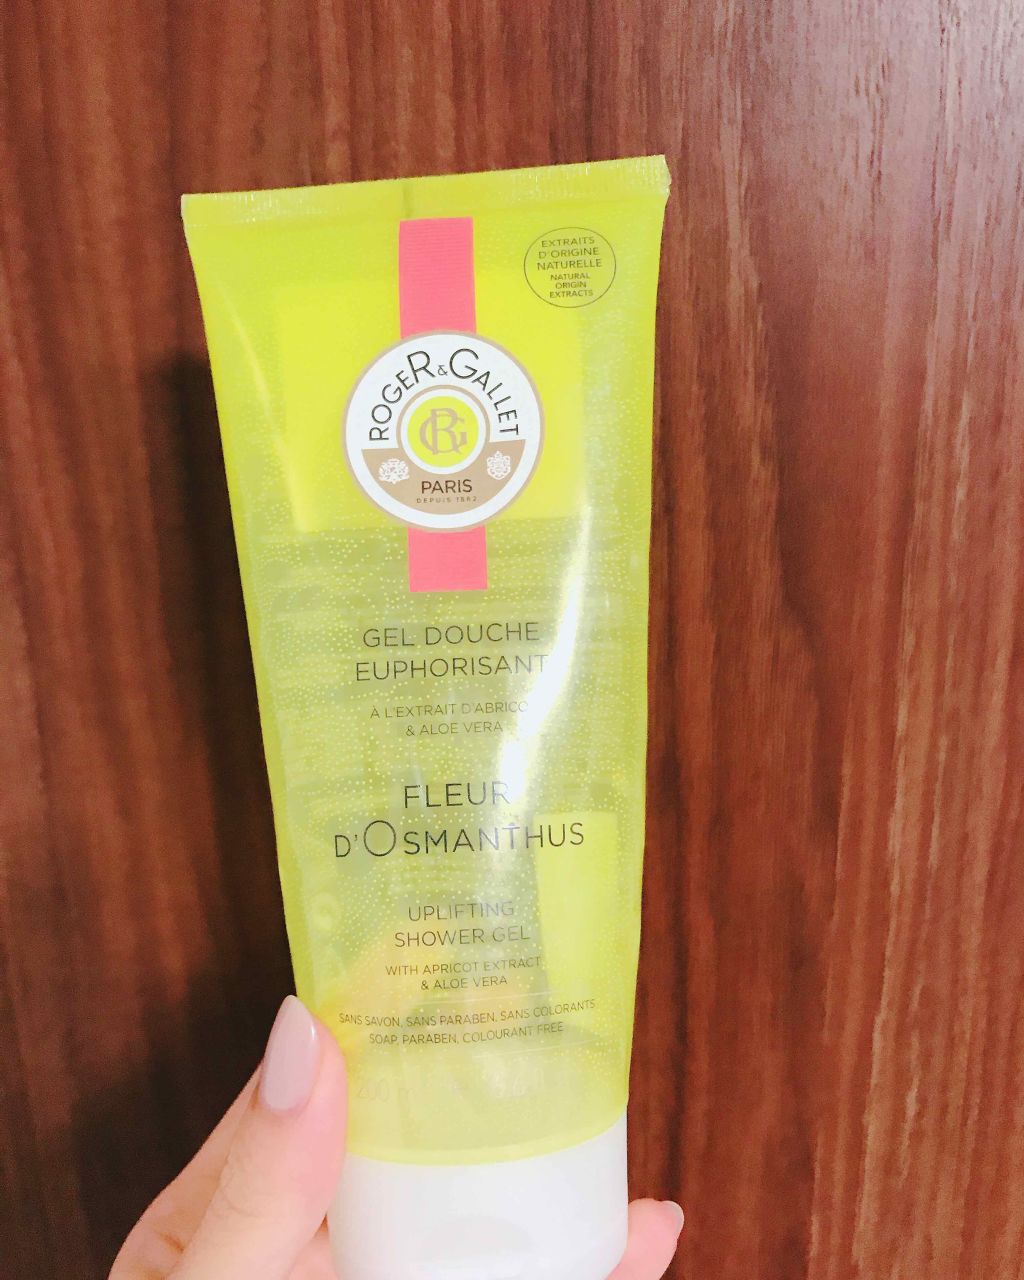 EXTRAITS
D'ORIGINE
NATURELLE
NATURAL
ORIGIN
EXTRACTS
ROGER & GALLET
RG
PARIS
DEPUIS 1862
GEL DOUCHE
EUPHORISANT
À L'EXTRAIT D'ABRICO
& ALOE VERA
FLEUR
D'OSMANTHUS
UPLIFTING
SHOWER GEL
WITH APRICOT EXTRACT
& ALOE VERA
SANS SAVON, SANS PARABEN, SANS COLORANTS
SOAP, PARABEN, COLOURANT FREE
200 m